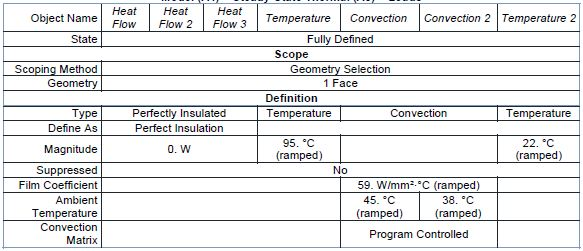 Object Name Heat Flow Heat Flow 2 Heat Flow 3 Temperature Convection Convection 2 Temperature 2
State Fully Defined
Scope
Scoping Method Geometry Selection
Geometry 1 Face
Definition
Type Perfectly Insulated Temperature Convection Temperature
Define As Perfect Insulation
Magnitude 0. W 95. °C (ramped) 22. °C (ramped)
Suppressed No
Film Coefficient 59. W/mm²·°C (ramped)
Ambient Temperature 45. °C (ramped) 38. °C (ramped)
Convection Matrix Program Controlled